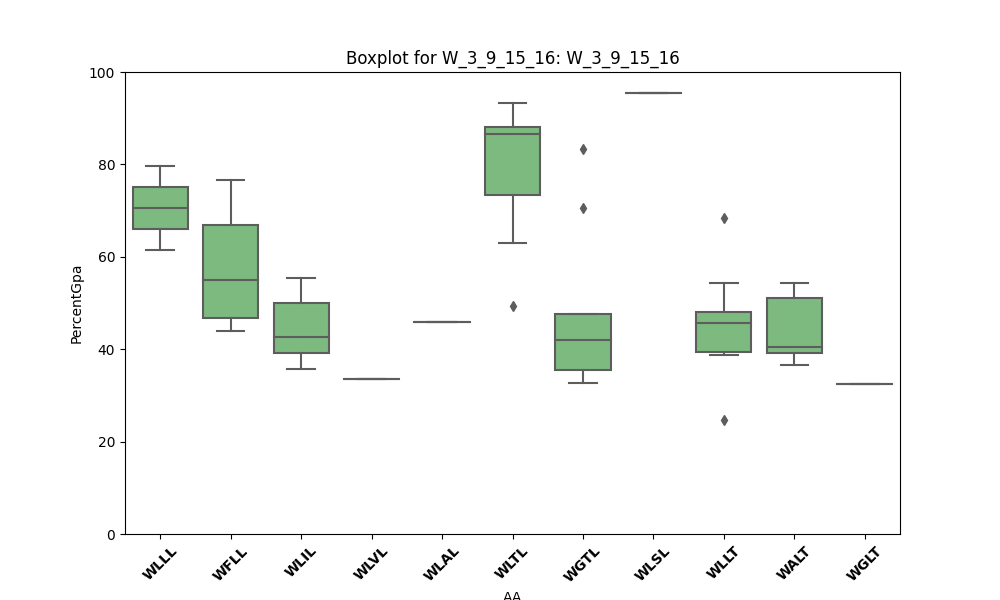 Boxplot for W_3_9_15_16: W_3_9_15_16
100
80
60
40
20
0
PercentGpa
WLLL
WFLL
WLIL
WLVL
WLAL
WLTL
WGTL
WLSL
WLLT
WALT
WGLT
AA